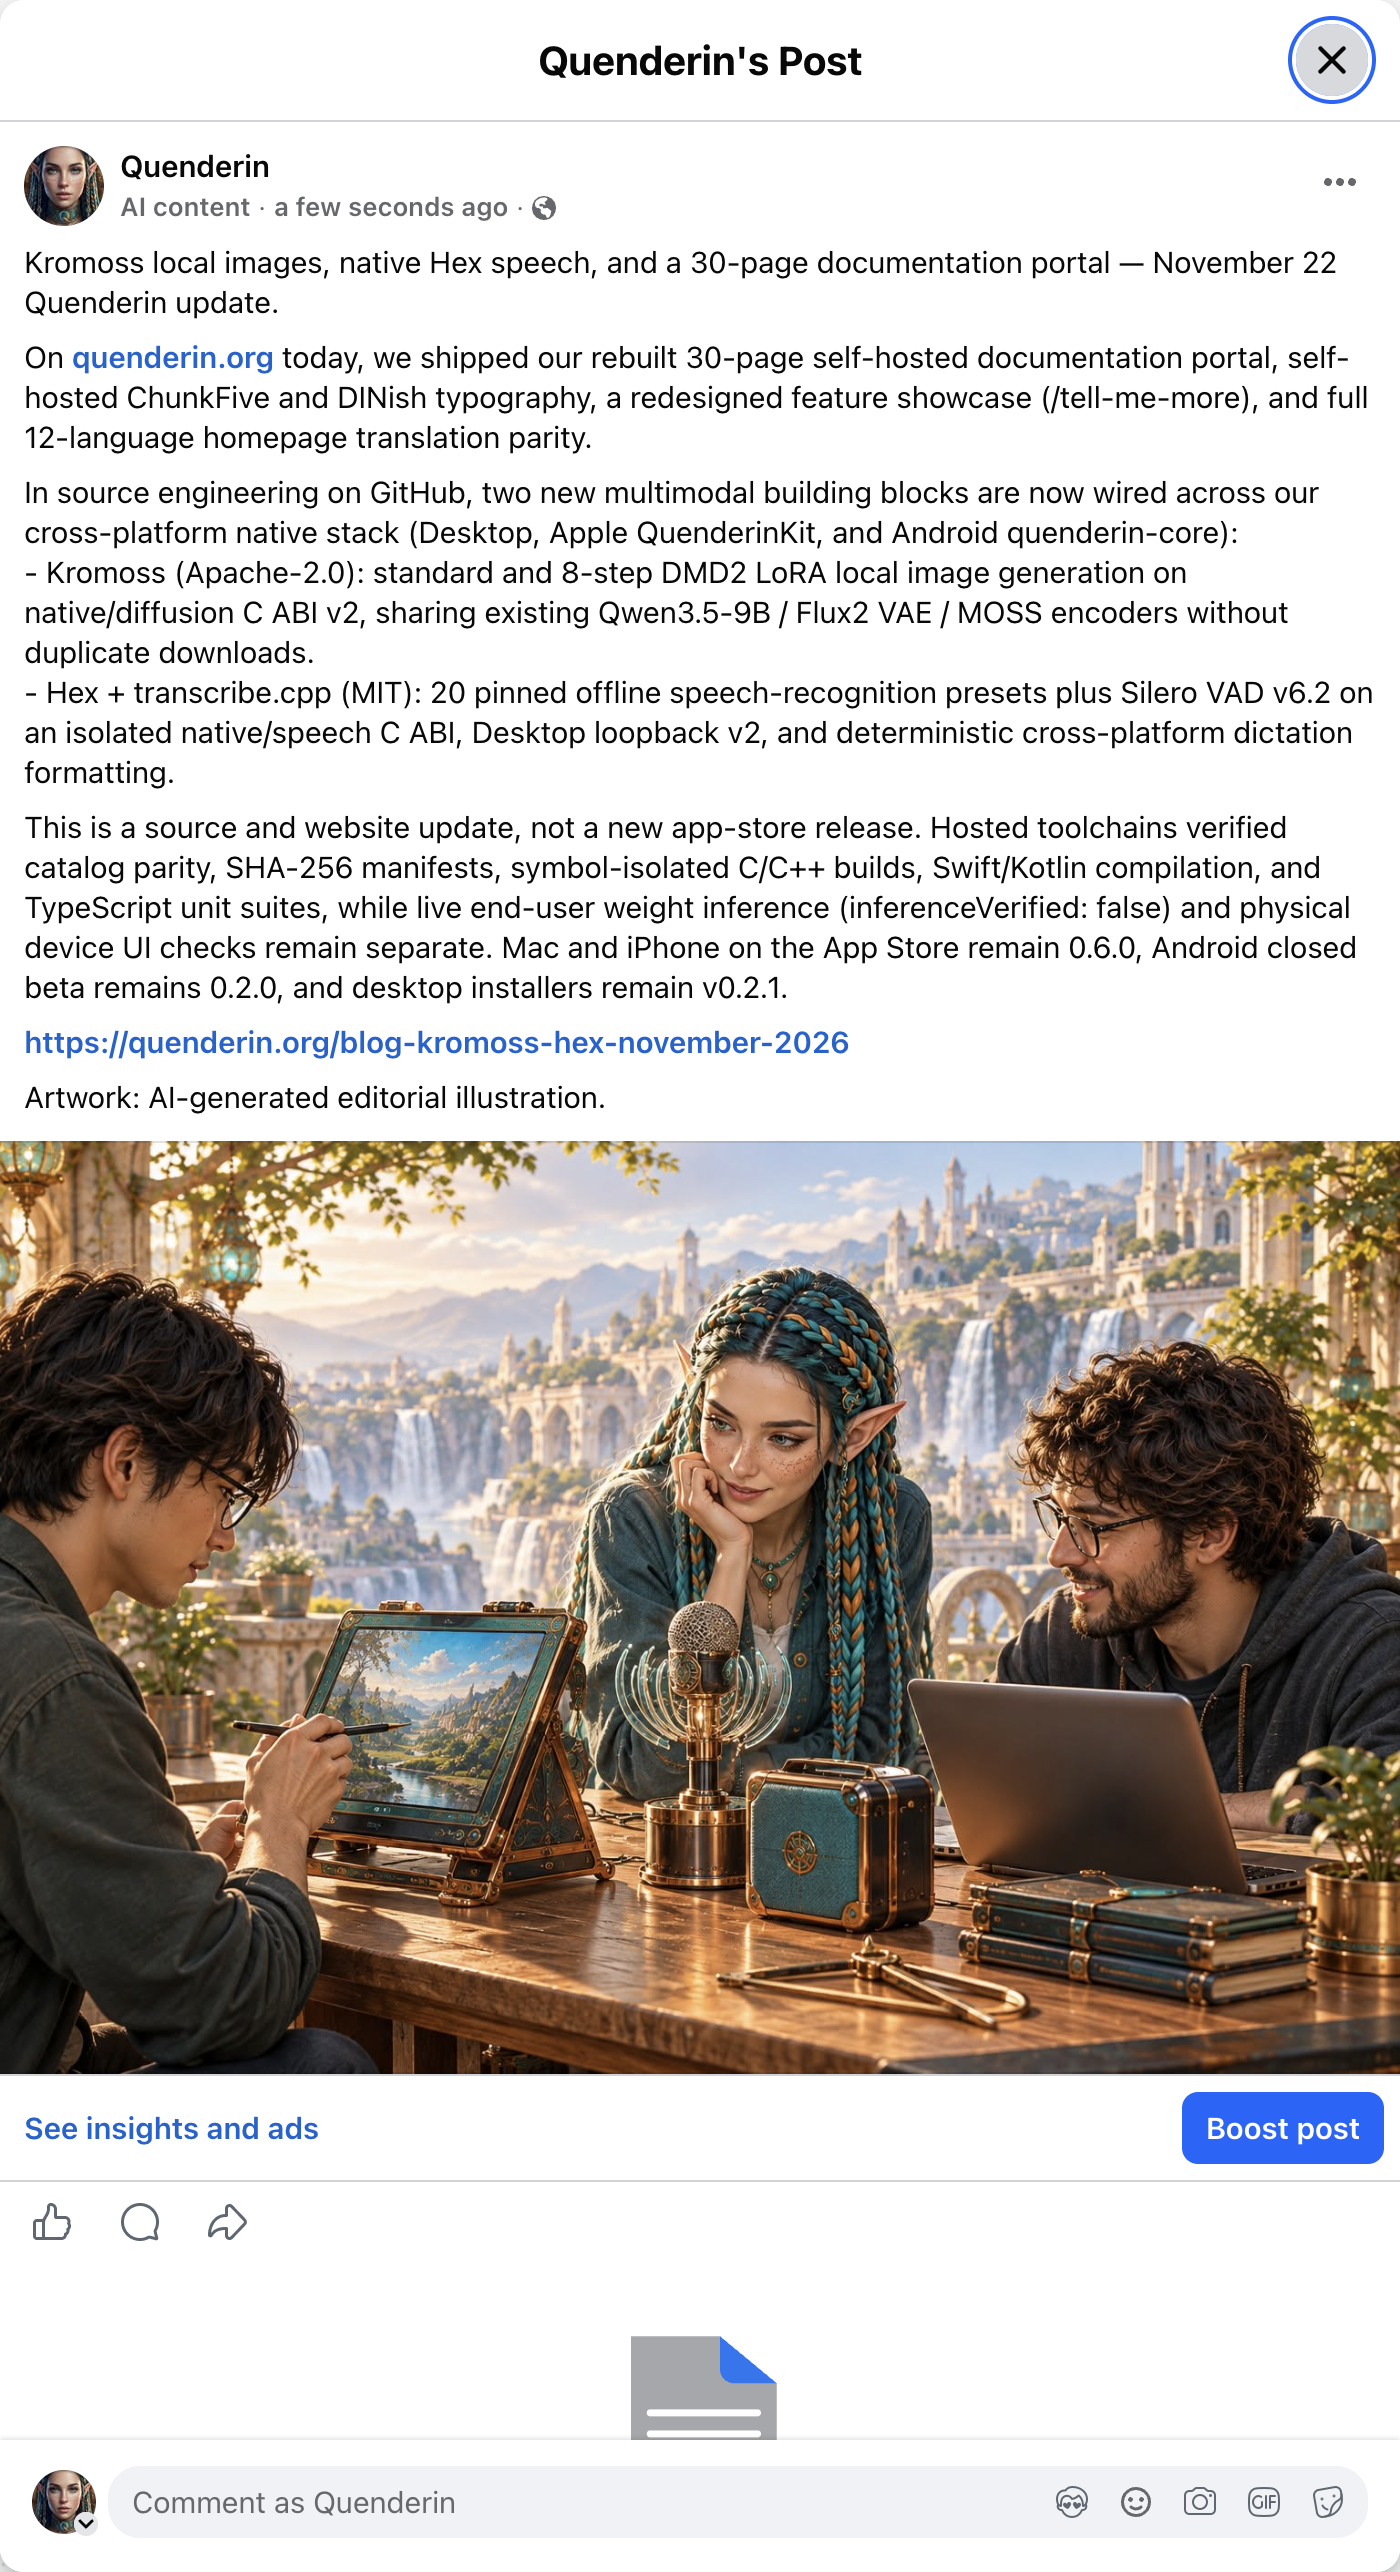 Quenderin's Post
Quenderin
AI content · a few seconds ago ·
Kromoss local images, native Hex speech, and a 30-page documentation portal — November 22
Quenderin update.
On quenderin.org today, we shipped our rebuilt 30-page self-hosted documentation portal, self-
hosted ChunkFive and DINish typography, a redesigned feature showcase (/tell-me-more), and full
12-language homepage translation parity.
In source engineering on GitHub, two new multimodal building blocks are now wired across our
cross-platform native stack (Desktop, Apple QuenderinKit, and Android quenderin-core):
- Kromoss (Apache-2.0): standard and 8-step DMD2 LoRA local image generation on
native/diffusion C ABI v2, sharing existing Qwen3.5-9B / Flux2 VAE / MOSS encoders without
duplicate downloads.
- Hex + transcribe.cpp (MIT): 20 pinned offline speech-recognition presets plus Silero VAD v6.2 on
an isolated native/speech C ABI, Desktop loopback v2, and deterministic cross-platform dictation
formatting.
This is a source and website update, not a new app-store release. Hosted toolchains verified
catalog parity, SHA-256 manifests, symbol-isolated C/C++ builds, Swift/Kotlin compilation, and
TypeScript unit suites, while live end-user weight inference (inferenceVerified: false) and physical
device UI checks remain separate. Mac and iPhone on the App Store remain 0.6.0, Android closed
beta remains 0.2.0, and desktop installers remain v0.2.1.
https://quenderin.org/blog-kromoss-hex-november-2026
Artwork: AI-generated editorial illustration.
See insights and ads
Boost post
Comment as Quenderin
GIF